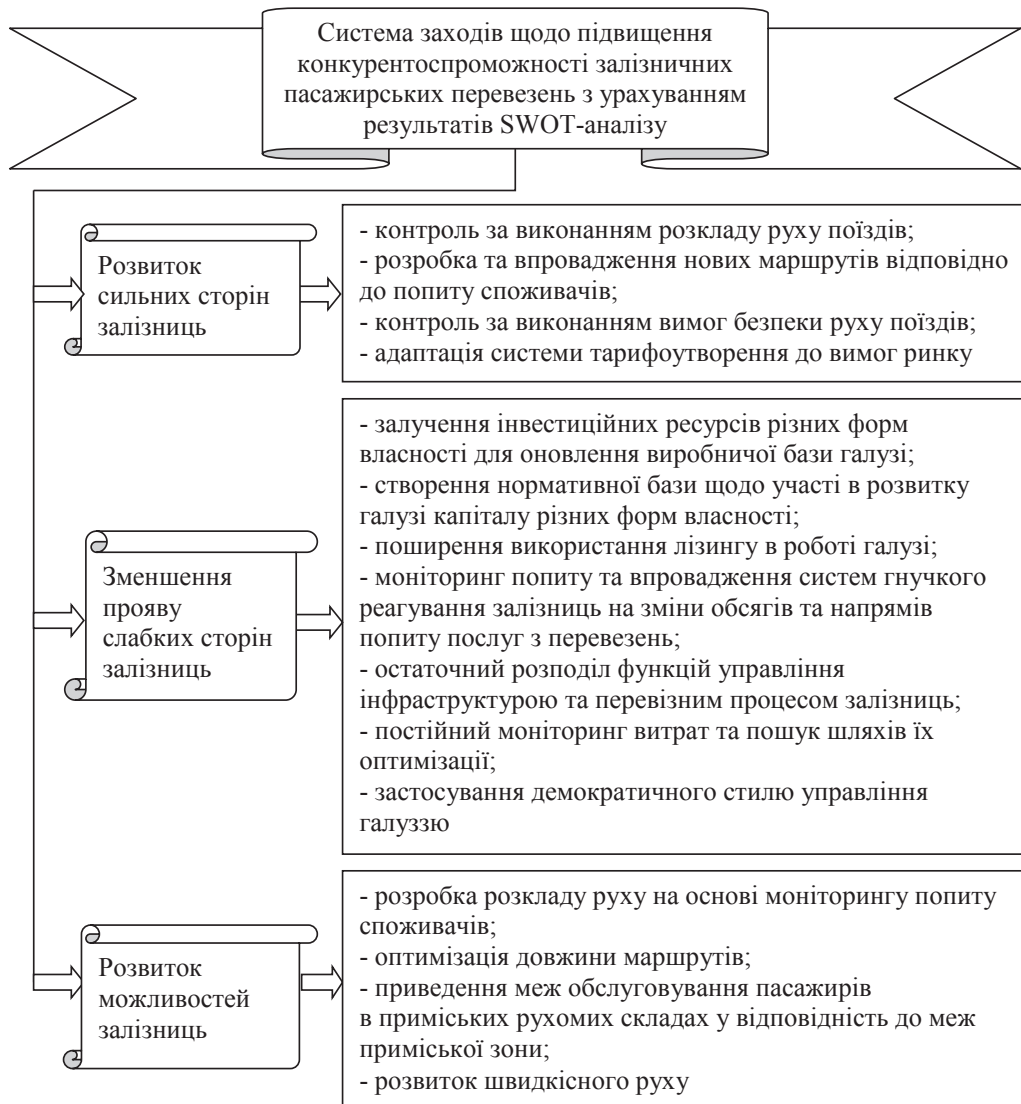 Система заходів щодо підвищення
конкурентоспроможності залізничних
пасажирських перевезень з урахуванням
результатів SWOT-аналізу
Розвиток
сильних сторін
залізниць
- контроль за виконанням розкладу руху поїздів;
- розробка та впровадження нових маршрутів відповідно
до попиту споживачів;
- контроль за виконанням вимог безпеки руху поїздів;
- адаптація системи тарифоутворення до вимог ринку
Зменшення
прояву
слабких сторін
залізниць
- залучення інвестиційних ресурсів різних форм
власності для оновлення виробничої бази галузі;
- створення нормативної бази щодо участі в розвитку
галузі капіталу різних форм власності;
- поширення використання лізингу в роботі галузі;
- моніторинг попиту та впровадження систем гнучкого
реагування залізниць на зміни обсягів та напрямів
попиту послуг з перевезень;
- остаточний розподіл функцій управління
інфраструктурою та перевізним процесом залізниць;
- постійний моніторинг витрат та пошук шляхів їх
оптимізації;
- застосування демократичного стилю управління
галуззю
Розвиток
можливостей
залізниць
- розробка розкладу руху на основі моніторингу попиту
споживачів;
- оптимізація довжини маршрутів;
- приведення меж обслуговування пасажирів
в приміських рухомих складах у відповідність до меж
приміської зони;
- розвиток швидкісного руху